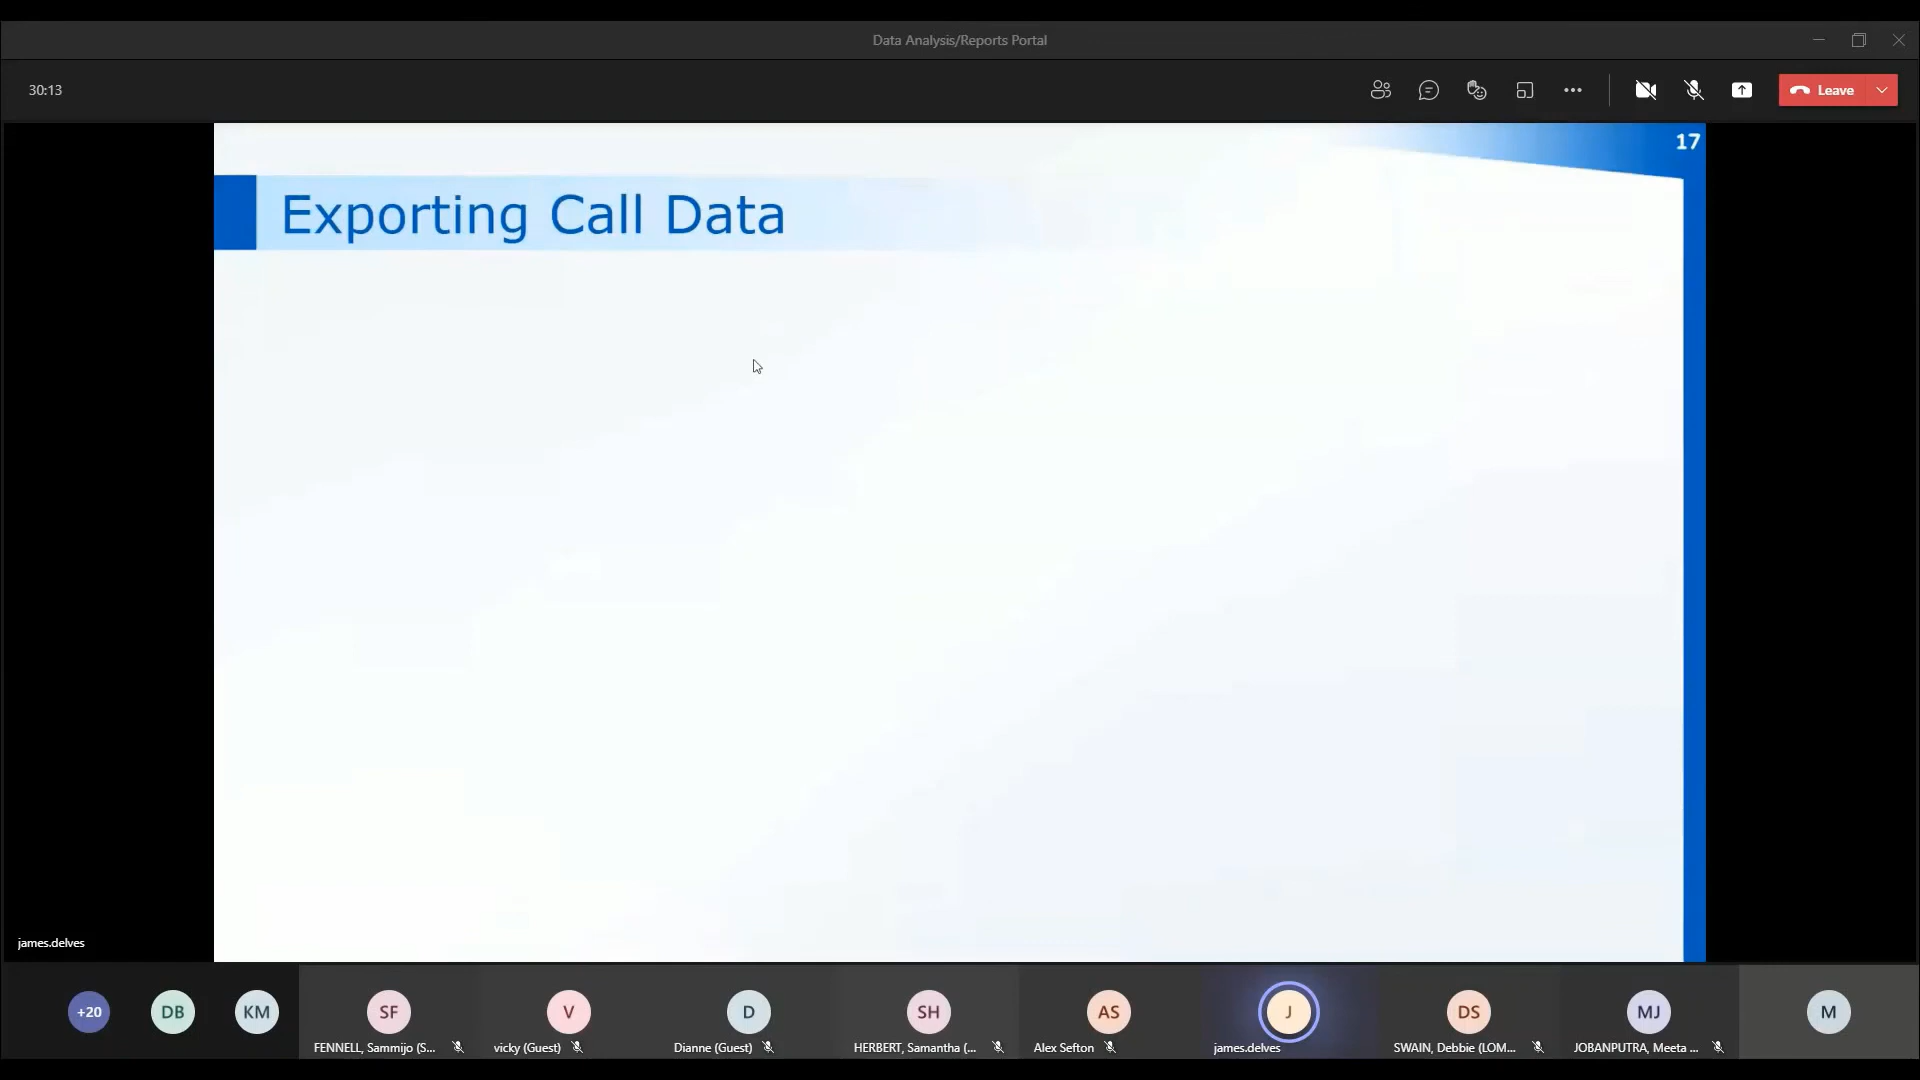 Data Analysis/Reports Portal
30:13
Leave
17
Exporting Call Data
james.delves
+20
DB
KM
SF
V
D
SH
AS
J
DS
MJ
M
FENNELL, Sammijo (S...
vicky (Guest)
Dianne (Guest)
HERBERT, Samantha (...
Alex Sefton
james.delves
SWAIN, Debbie (LOM...
JOBANPUTRA, Meeta ...